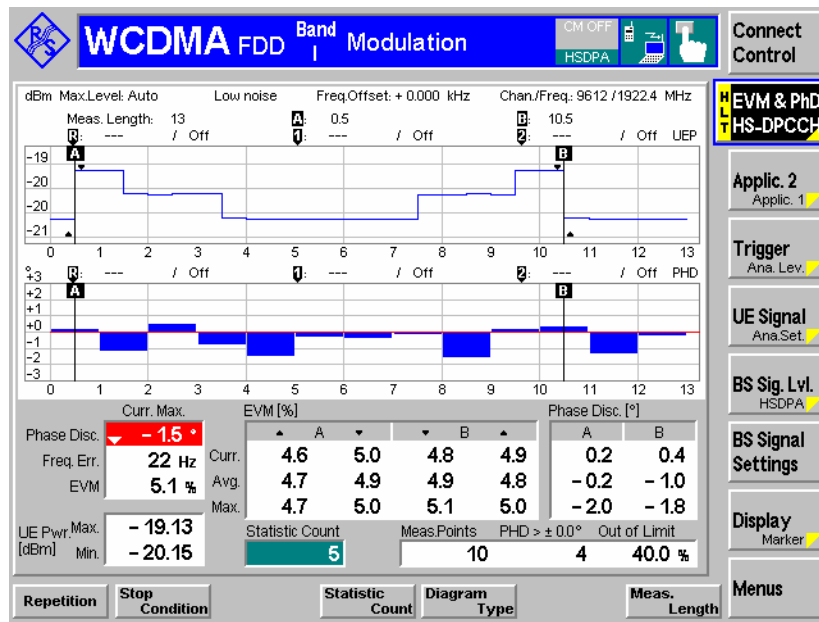 R&S
WCDMA FDD Band I Modulation
CM OFF
HSDPA
Connect Control
dBm Max.Level: Auto Low noise Freq.Offset: + 0.000 kHz Chan./Freq.: 9612 / 1922.4 MHz
Meas. Length: 13 A: 0.5 B: 10.5
R: --- / Off 1: --- / Off 2: --- / Off UEP
A B
-19
-20
-20
-21
0 1 2 3 4 5 6 7 8 9 10 11 12 13
°
+3 R: --- / Off 1: --- / Off 2: --- / Off PHD
A B
+2
+1
+0
-1
-2
-3
0 1 2 3 4 5 6 7 8 9 10 11 12 13
Curr. Max. EVM [%] Phase Disc. [°]
A B A B
Phase Disc. - 1.5 °
Freq. Err. 22 Hz Curr. 4.6 5.0 4.8 4.9 0.2 0.4
EVM 5.1 % Avg. 4.7 4.9 4.9 4.8 - 0.2 - 1.0
Max. 4.7 5.0 5.1 5.0 - 2.0 - 1.8
UE Pwr. Max. - 19.13
[dBm] Min. - 20.15
Statistic Count Meas.Points PHD > ± 0.0° Out of Limit
5 10 4 40.0 %
HLT
EVM & PhD
HS-DPCCH
Applic. 2
Applic. 1
Trigger
Ana. Lev.
UE Signal
Ana.Set.
BS Sig. Lvl.
HSDPA
BS Signal
Settings
Display
Marker
Menus
Repetition
Stop Condition
Statistic Count
Diagram Type
Meas. Length